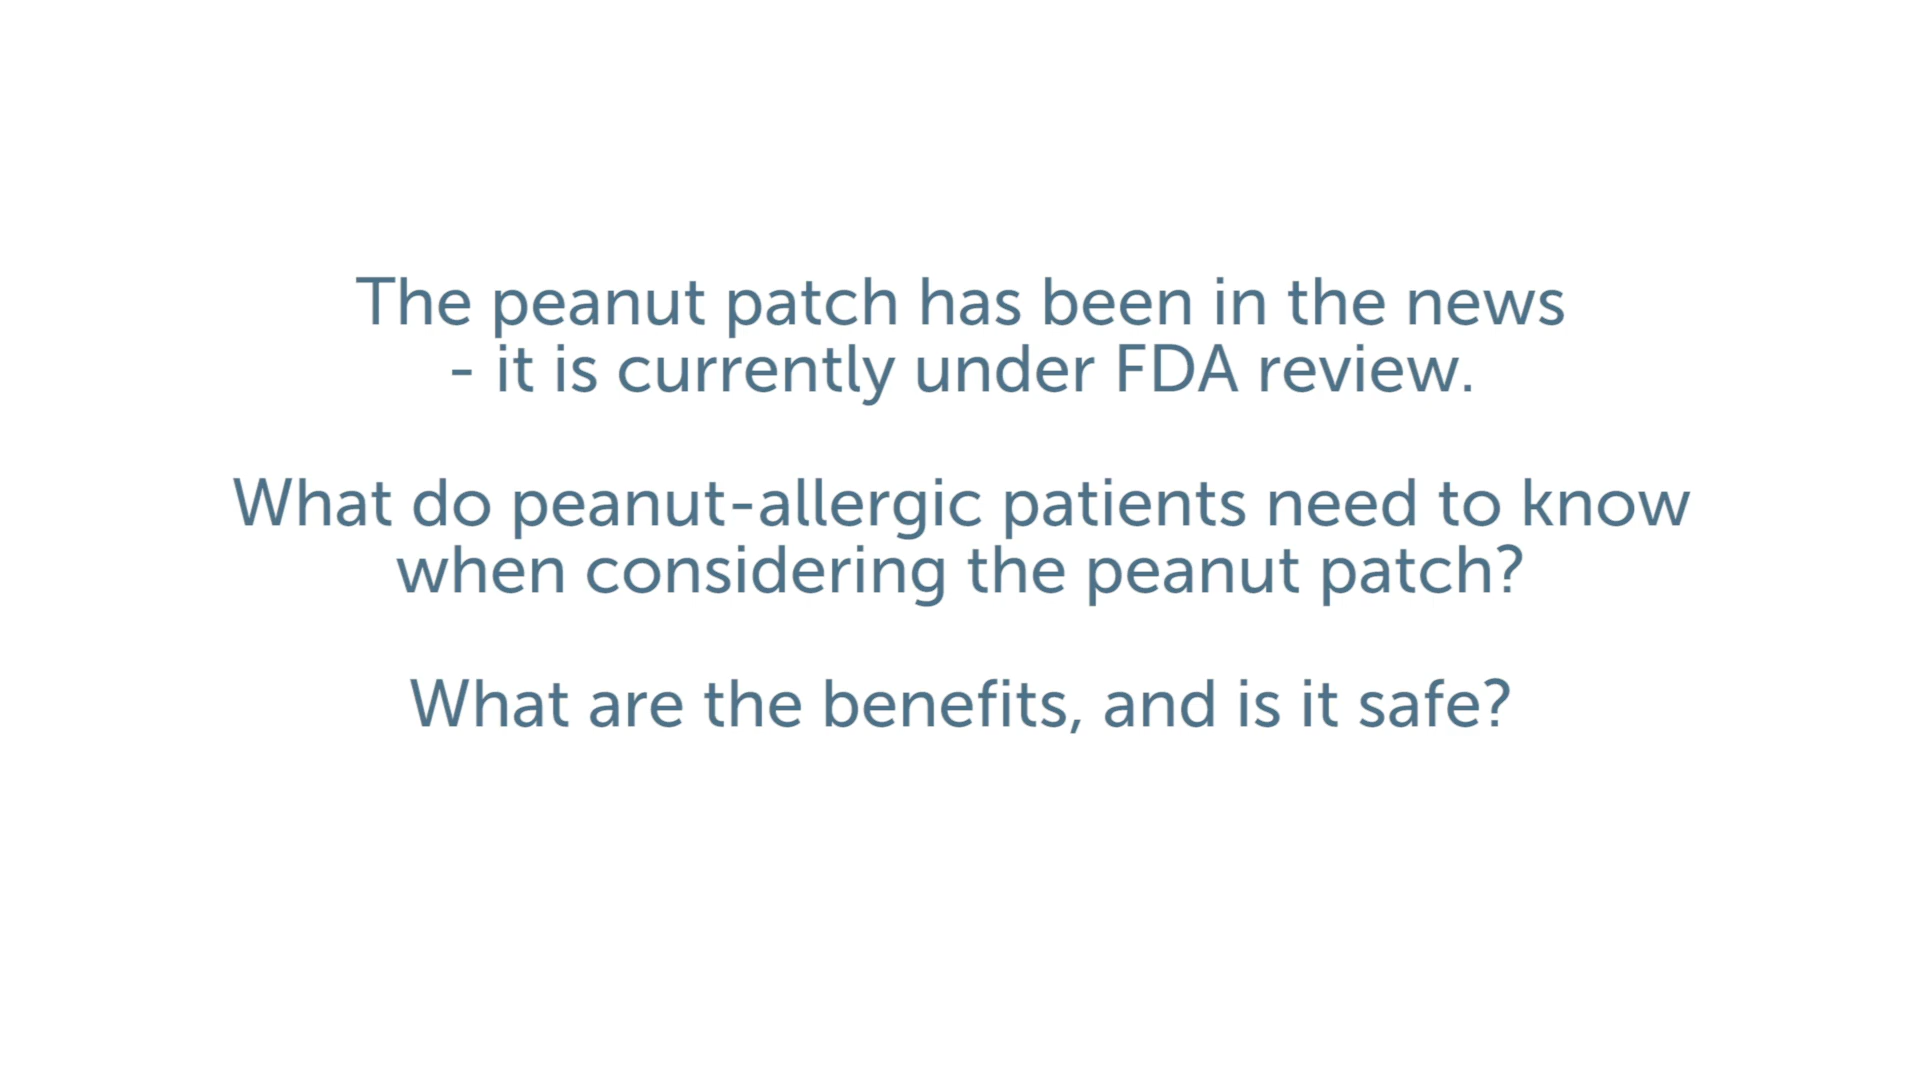 The peanut patch has been in the news
- it is currently under FDA review.
What do peanut-allergic patients need to know
when considering the peanut patch?
What are the benefits, and is it safe?